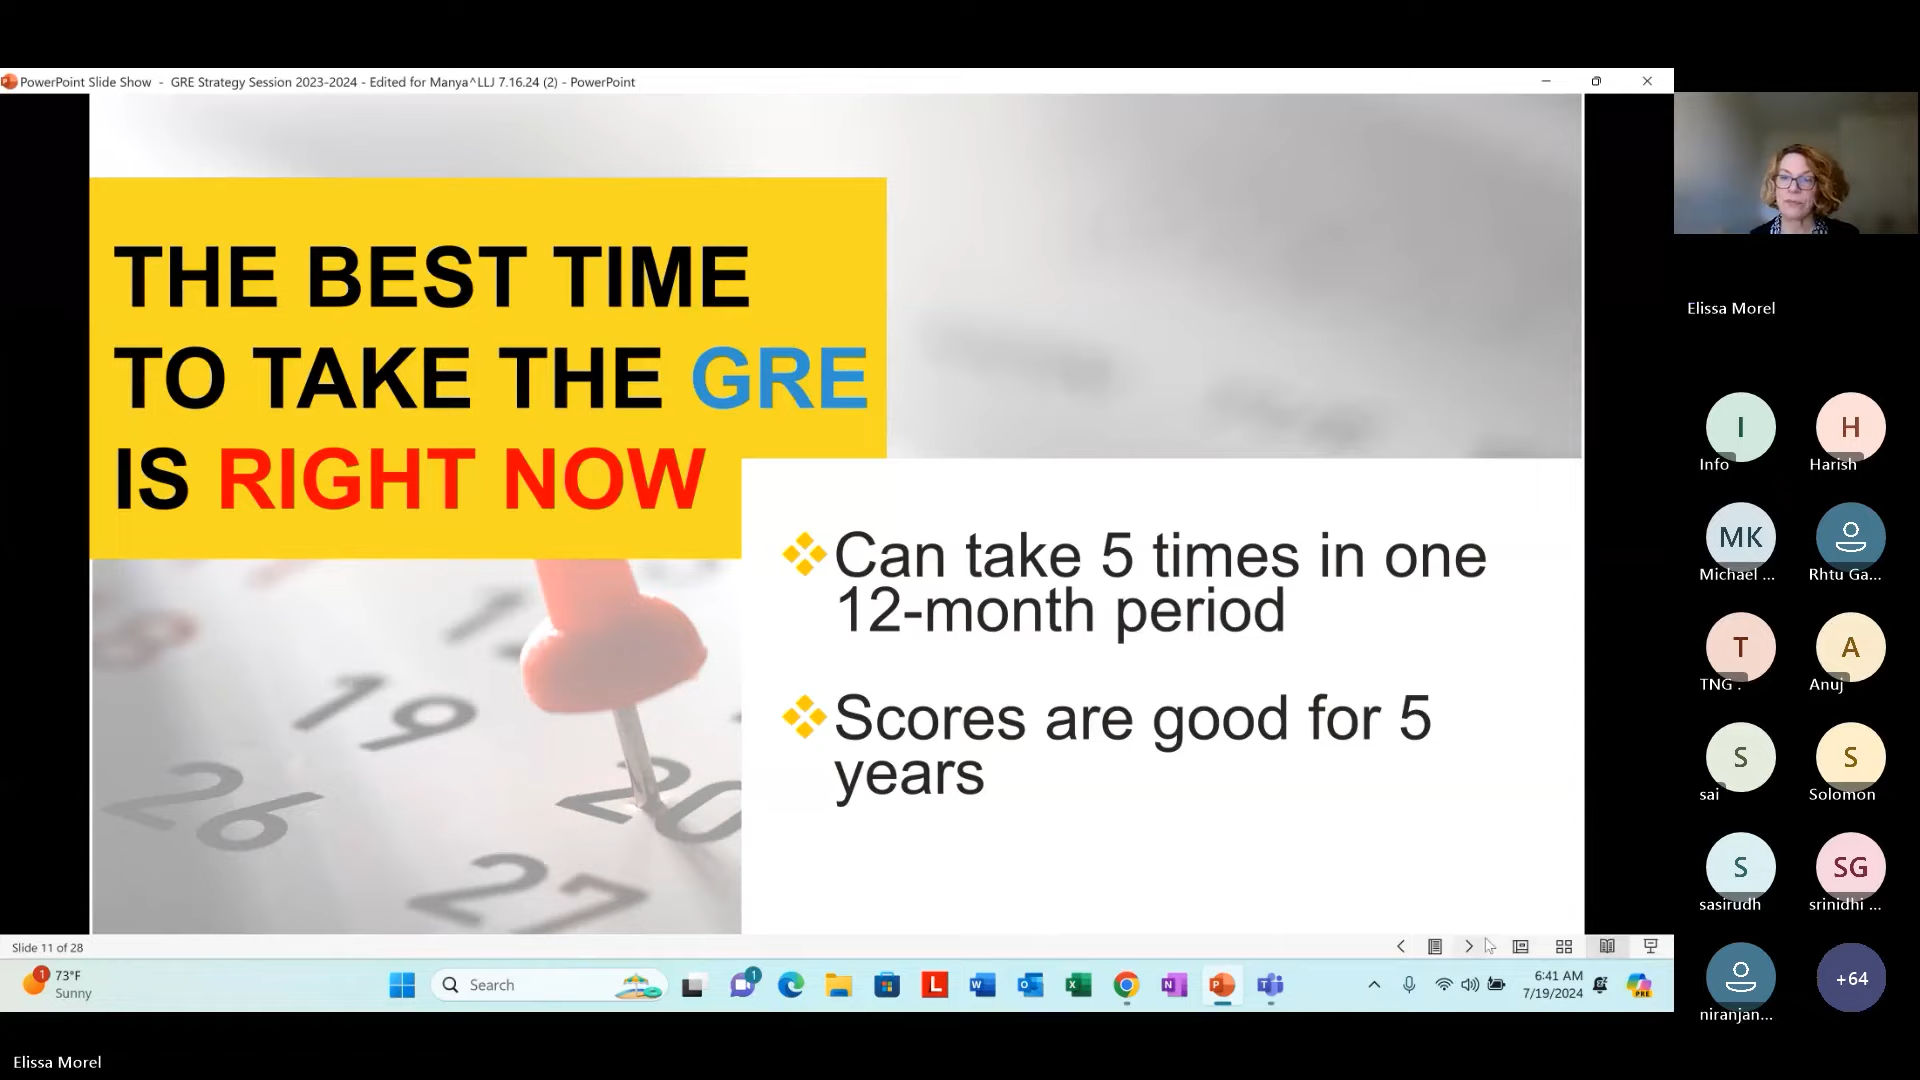 PowerPoint Slide Show - GRE Strategy Session 2023-2024 - Edited for Manya^LLJ 7.16.24 (2) - PowerPoint
THE BEST TIME
TO TAKE THE GRE
IS RIGHT NOW
Can take 5 times in one
12-month period
Scores are good for 5
years
19
20
26
27
Slide 11 of 28
1
73°F
Sunny
Search
1
6:41 AM
7/19/2024
Elissa Morel
I
Info
H
Harish
MK
Michael ...
Rhtu Ga...
T
TNG .
A
Anuj
S
sai
S
Solomon
S
sasirudh
SG
srinidhi ...
niranjan...
+64
Elissa Morel